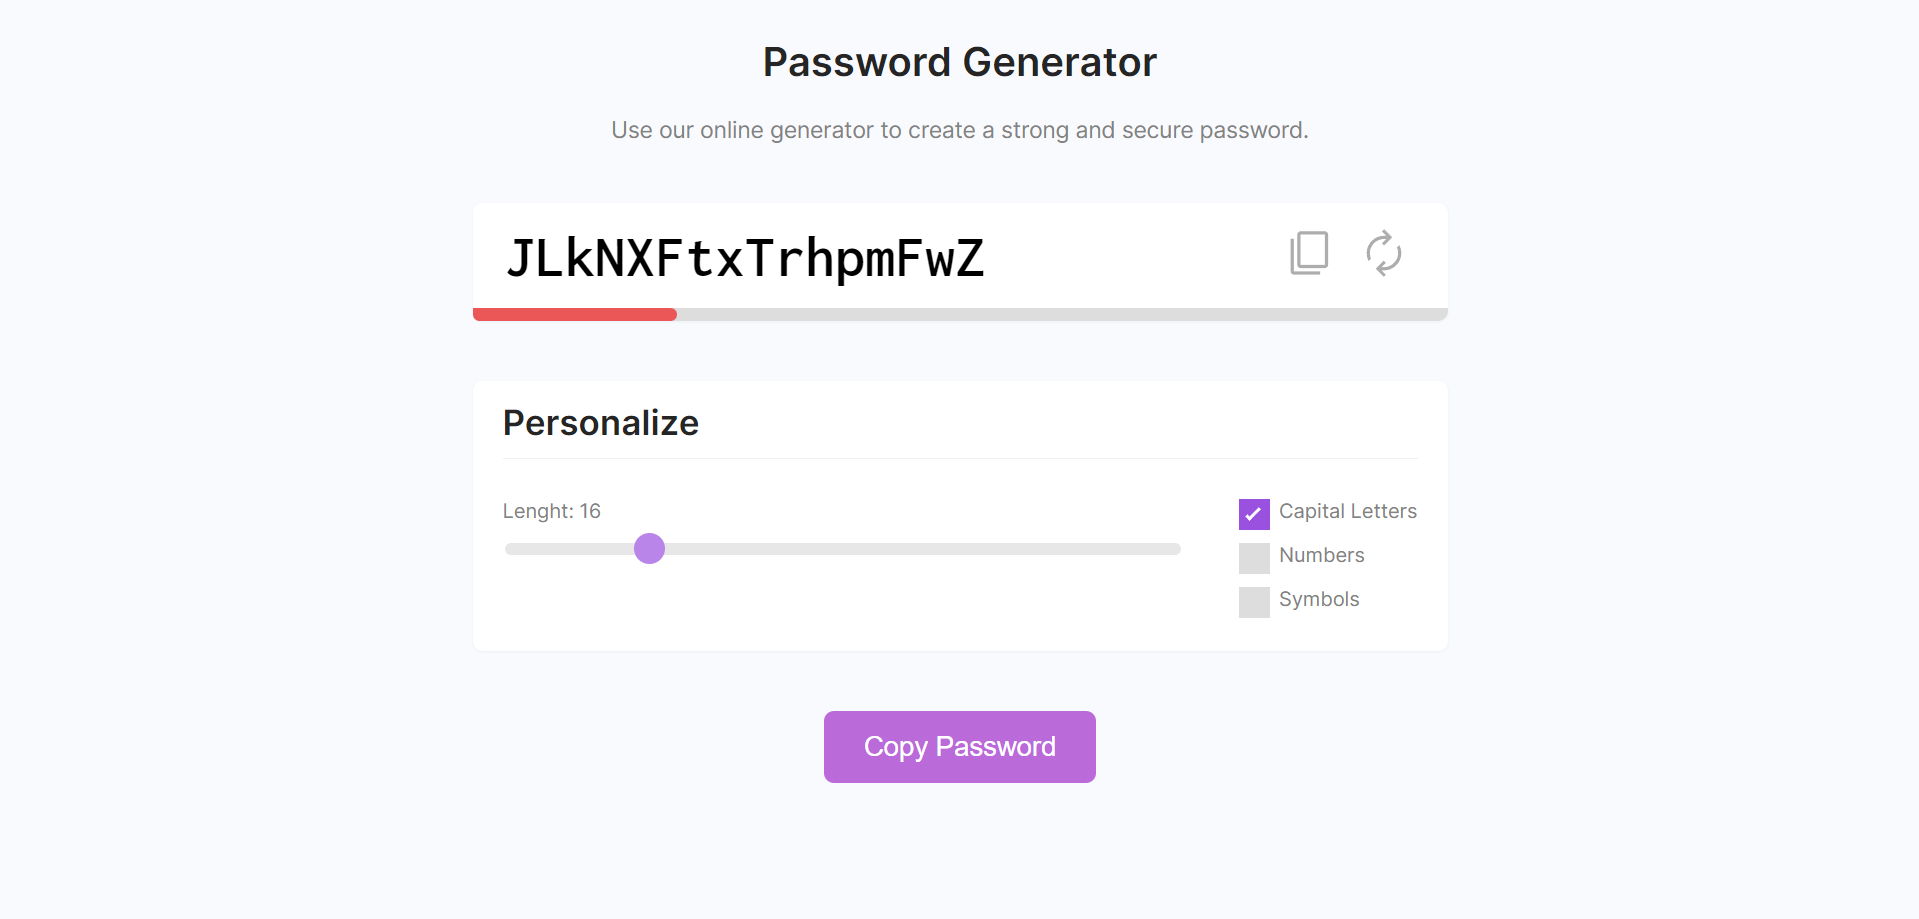 Password Generator
Use our online generator to create a strong and secure password.
JLkNXFtxTrhpmFwZ
Personalize
Lenght: 16
Capital Letters
Numbers
Symbols
Copy Password